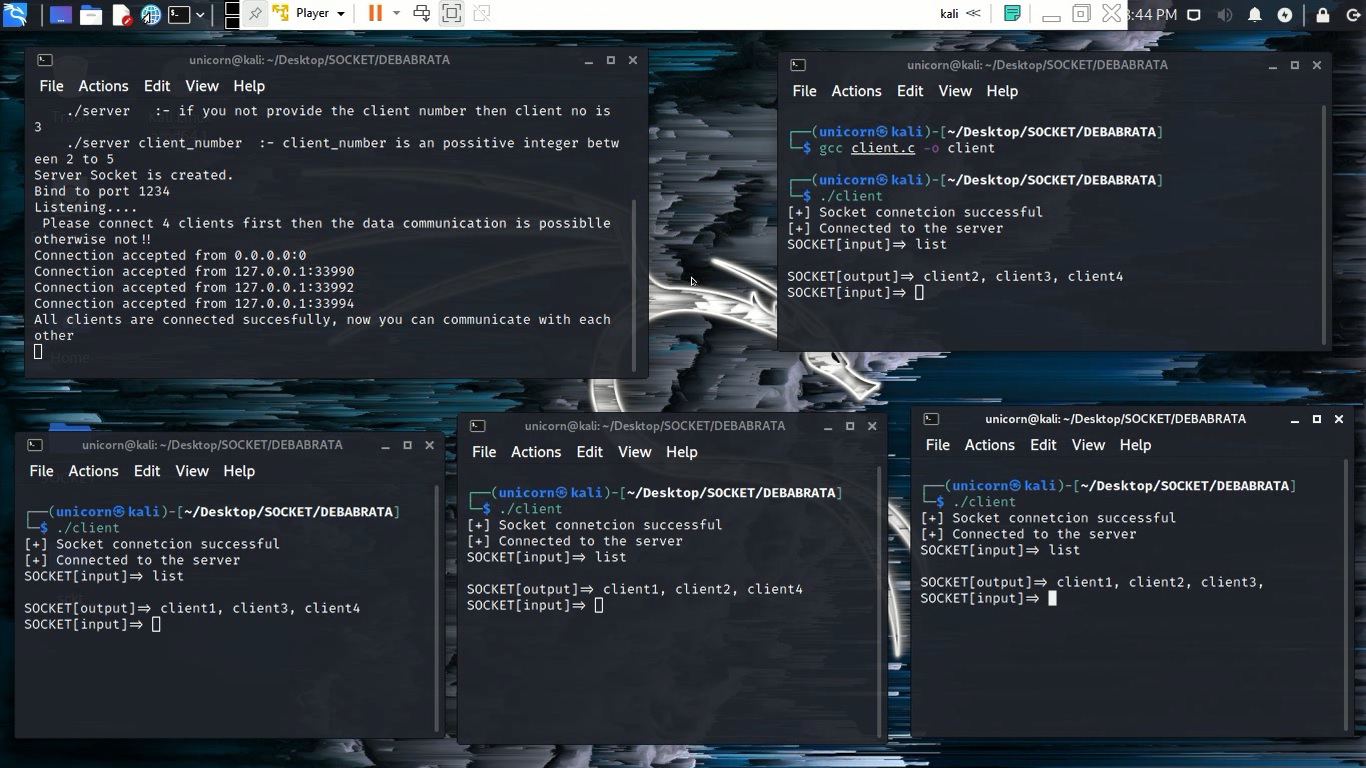 Player
kali
3:44 PM
unicorn@kali: ~/Desktop/SOCKET/DEBABRATA
File Actions Edit View Help
./server :- if you not provide the client number then client no is
3
./server client_number :- client_number is an possitive integer betw
een 2 to 5
Server Socket is created.
Bind to port 1234
Listening....
Please connect 4 clients first then the data communication is possiblle
otherwise not!!
Connection accepted from 0.0.0.0:0
Connection accepted from 127.0.0.1:33990
Connection accepted from 127.0.0.1:33992
Connection accepted from 127.0.0.1:33994
All clients are connected succesfully, now you can communicate with each
other
Home
unicorn@kali: ~/Desktop/SOCKET/DEBABRATA
File Actions Edit View Help
┌──(unicorn㉿kali)-[~/Desktop/SOCKET/DEBABRATA]
└─$ gcc client.c -o client
┌──(unicorn㉿kali)-[~/Desktop/SOCKET/DEBABRATA]
└─$ ./client
[+] Socket connetcion successful
[+] Connected to the server
SOCKET[input]=> list
SOCKET[output]=> client2, client3, client4
SOCKET[input]=>
unicorn@kali: ~/Desktop/SOCKET/DEBABRATA
File Actions Edit View Help
┌──(unicorn㉿kali)-[~/Desktop/SOCKET/DEBABRATA]
└─$ ./client
[+] Socket connetcion successful
[+] Connected to the server
SOCKET[input]=> list
SOCKET[output]=> client1, client3, client4
SOCKET[input]=>
unicorn@kali: ~/Desktop/SOCKET/DEBABRATA
File Actions Edit View Help
┌──(unicorn㉿kali)-[~/Desktop/SOCKET/DEBABRATA]
└─$ ./client
[+] Socket connetcion successful
[+] Connected to the server
SOCKET[input]=> list
SOCKET[output]=> client1, client2, client4
SOCKET[input]=>
unicorn@kali: ~/Desktop/SOCKET/DEBABRATA
File Actions Edit View Help
┌──(unicorn㉿kali)-[~/Desktop/SOCKET/DEBABRATA]
└─$ ./client
[+] Socket connetcion successful
[+] Connected to the server
SOCKET[input]=> list
SOCKET[output]=> client1, client2, client3,
SOCKET[input]=>